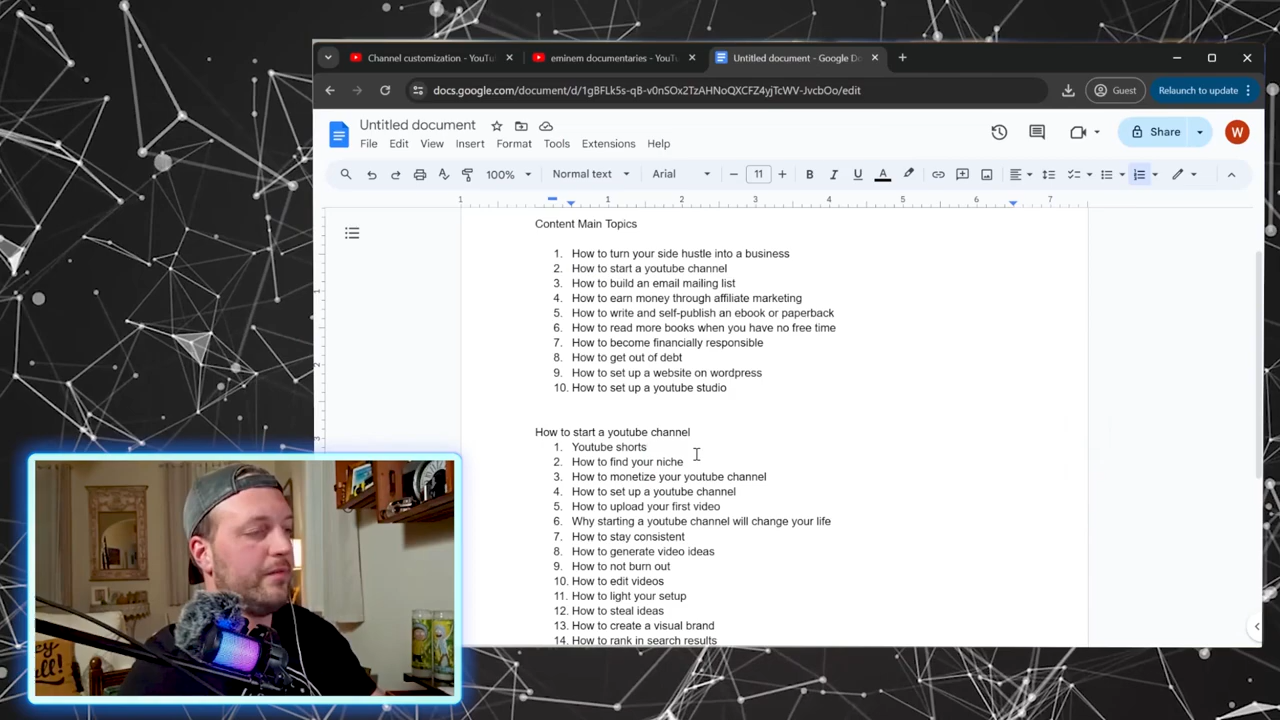 Channel customization - YouTu
eminem documentaries - YouTu
Untitled document - Google Do
docs.google.com/document/d/1gBFLk5s-qB-v0nSOx2TzAHNoQXCFZ4yjTcWV-JvcbOo/edit
Guest
Relaunch to update
Untitled document
File Edit View Insert Format Tools Extensions Help
Share
W
100%
Normal text
Arial
11
1 1 2 3 4 5 6 7
Content Main Topics
1. How to turn your side hustle into a business
2. How to start a youtube channel
3. How to build an email mailing list
4. How to earn money through affiliate marketing
5. How to write and self-publish an ebook or paperback
6. How to read more books when you have no free time
7. How to become financially responsible
8. How to get out of debt
9. How to set up a website on wordpress
10. How to set up a youtube studio
How to start a youtube channel
1. Youtube shorts
2. How to find your niche
3. How to monetize your youtube channel
4. How to set up a youtube channel
5. How to upload your first video
6. Why starting a youtube channel will change your life
7. How to stay consistent
8. How to generate video ideas
9. How to not burn out
10. How to edit videos
11. How to light your setup
12. How to steal ideas
13. How to create a visual brand
14. How to rank in search results